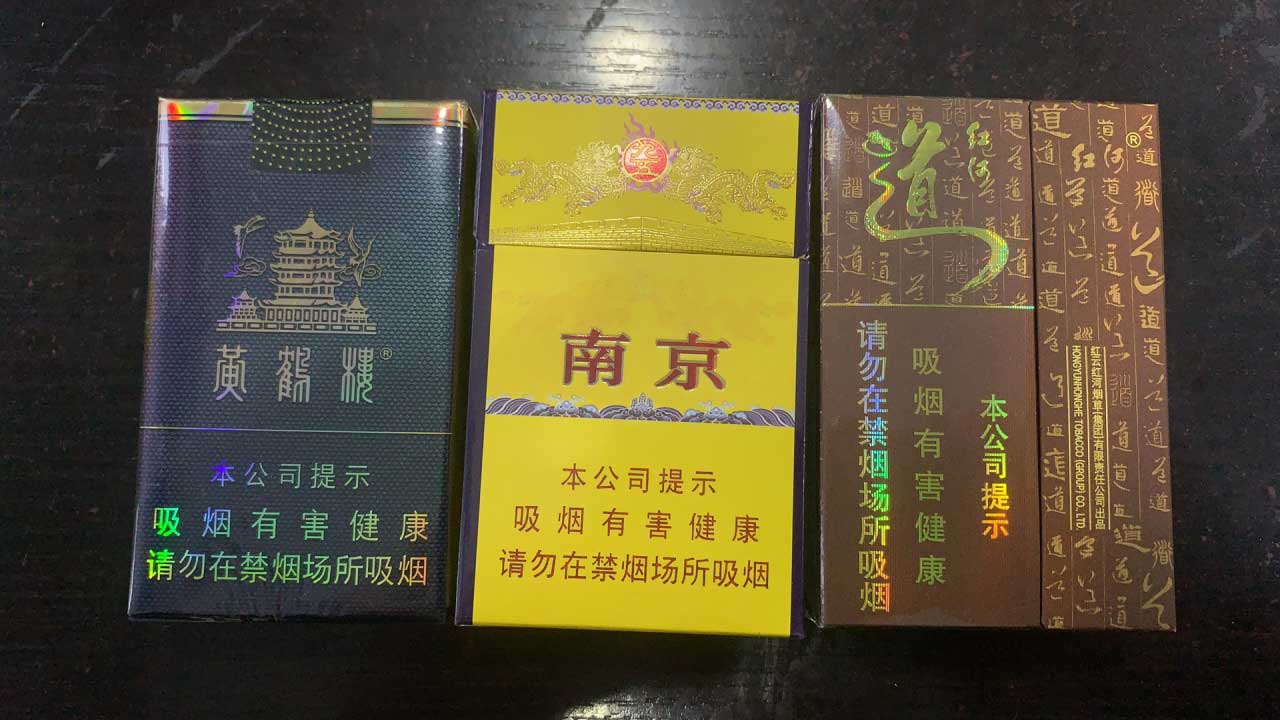 黃鶴樓®
本公司提示
吸烟有害健康
请勿在禁烟场所吸烟
南京
本公司提示
吸烟有害健康
请勿在禁烟场所吸烟
道
红河
本公司提示
吸烟有害健康
请勿在禁烟场所吸烟
红河®
红云红河烟草(集团)有限责任公司 出品
HONGYUNHONGHE TOBACCO (GROUP) CO., LTD